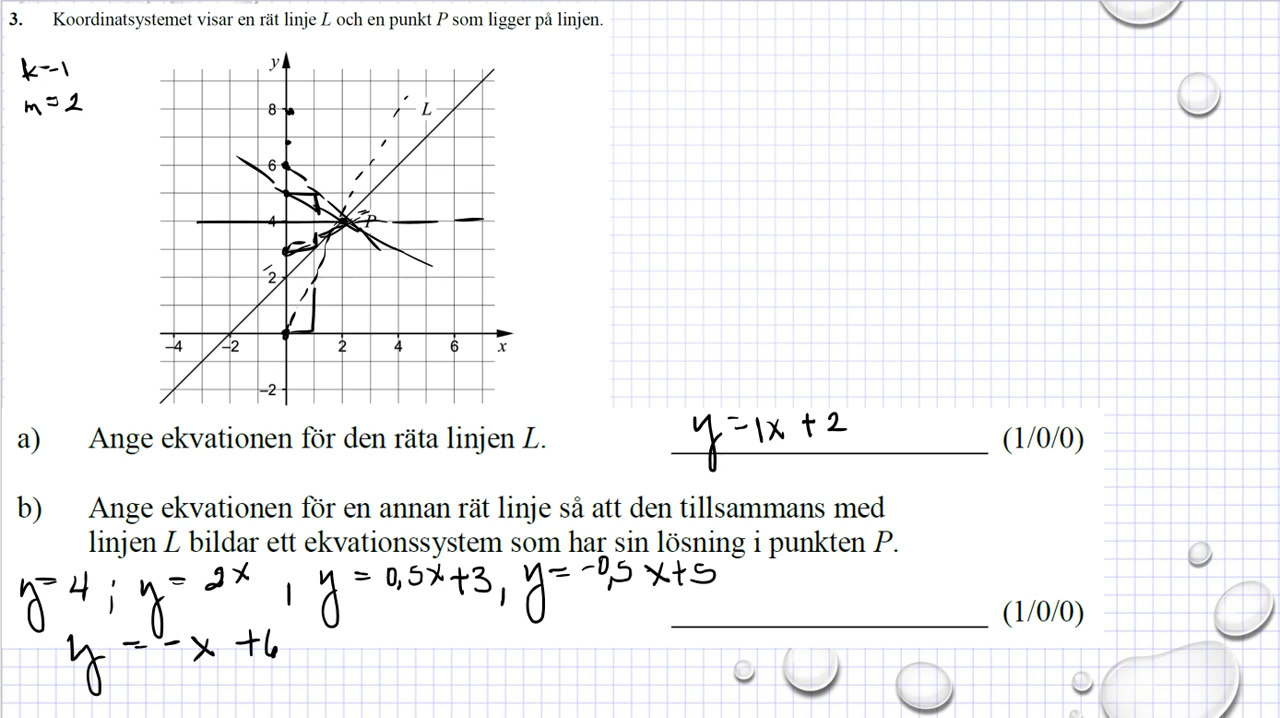 3. Koordinatsystemet visar en rät linje L och en punkt P som ligger på linjen.
k=1
m=2
y
8
L
6
4
P
2
-4
-2
2
4
6
x
-2
y=1x+2
a) Ange ekvationen för den räta linjen L. (1/0/0)
b) Ange ekvationen för en annan rät linje så att den tillsammans med
linjen L bildar ett ekvationssystem som har sin lösning i punkten P.
y=4; y=2x, y=0,5x+3, y=-0,5x+5
(1/0/0)
y=-x+6